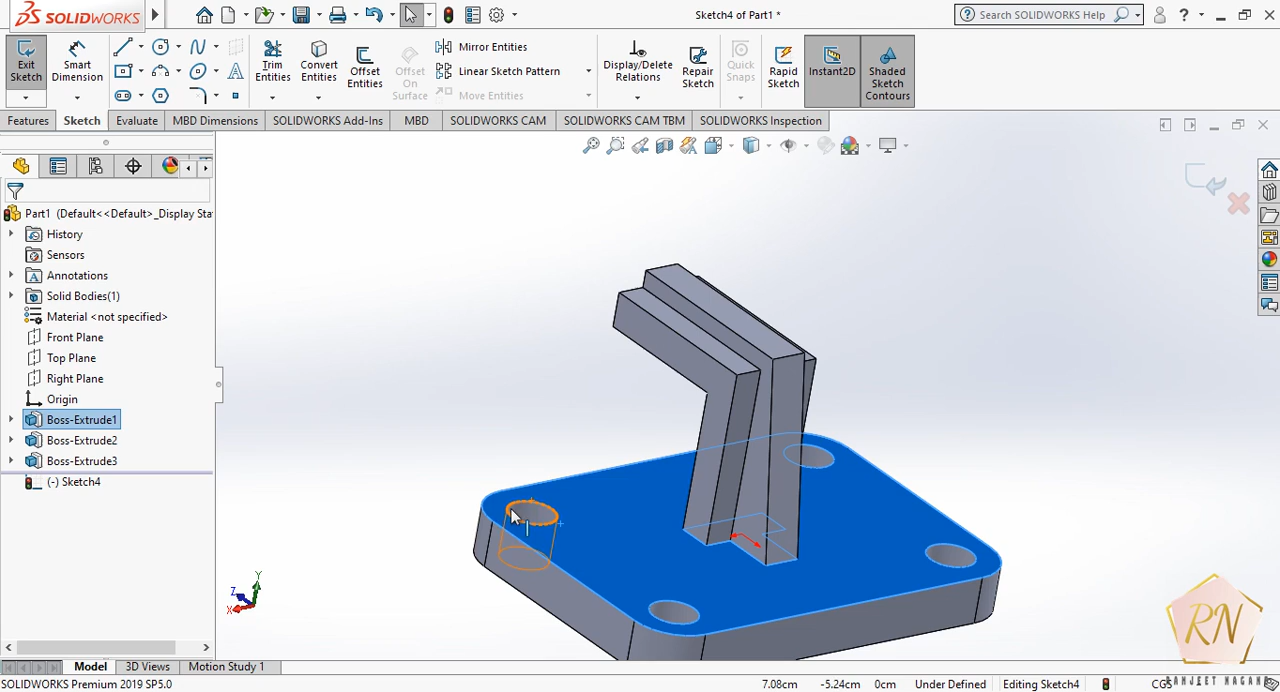 SOLIDWORKS
Sketch4 of Part1 *
Search SOLIDWORKS Help
?
Exit Sketch
Smart Dimension
Trim Entities
Convert Entities
Offset Entities
Offset On Surface
Mirror Entities
Linear Sketch Pattern
Move Entities
Display/Delete Relations
Repair Sketch
Quick Snaps
Rapid Sketch
Instant2D
Shaded Sketch Contours
Features
Sketch
Evaluate
MBD Dimensions
SOLIDWORKS Add-Ins
MBD
SOLIDWORKS CAM
SOLIDWORKS CAM TBM
SOLIDWORKS Inspection
Part1 (Default<<Default>_Display Sta
History
Sensors
Annotations
Solid Bodies(1)
Material <not specified>
Front Plane
Top Plane
Right Plane
Origin
Boss-Extrude1
Boss-Extrude2
Boss-Extrude3
(-) Sketch4
Y
Z
X
RN
Model
3D Views
Motion Study 1
SOLIDWORKS Premium 2019 SP5.0
7.08cm
-5.24cm
0cm
Under Defined
Editing Sketch4